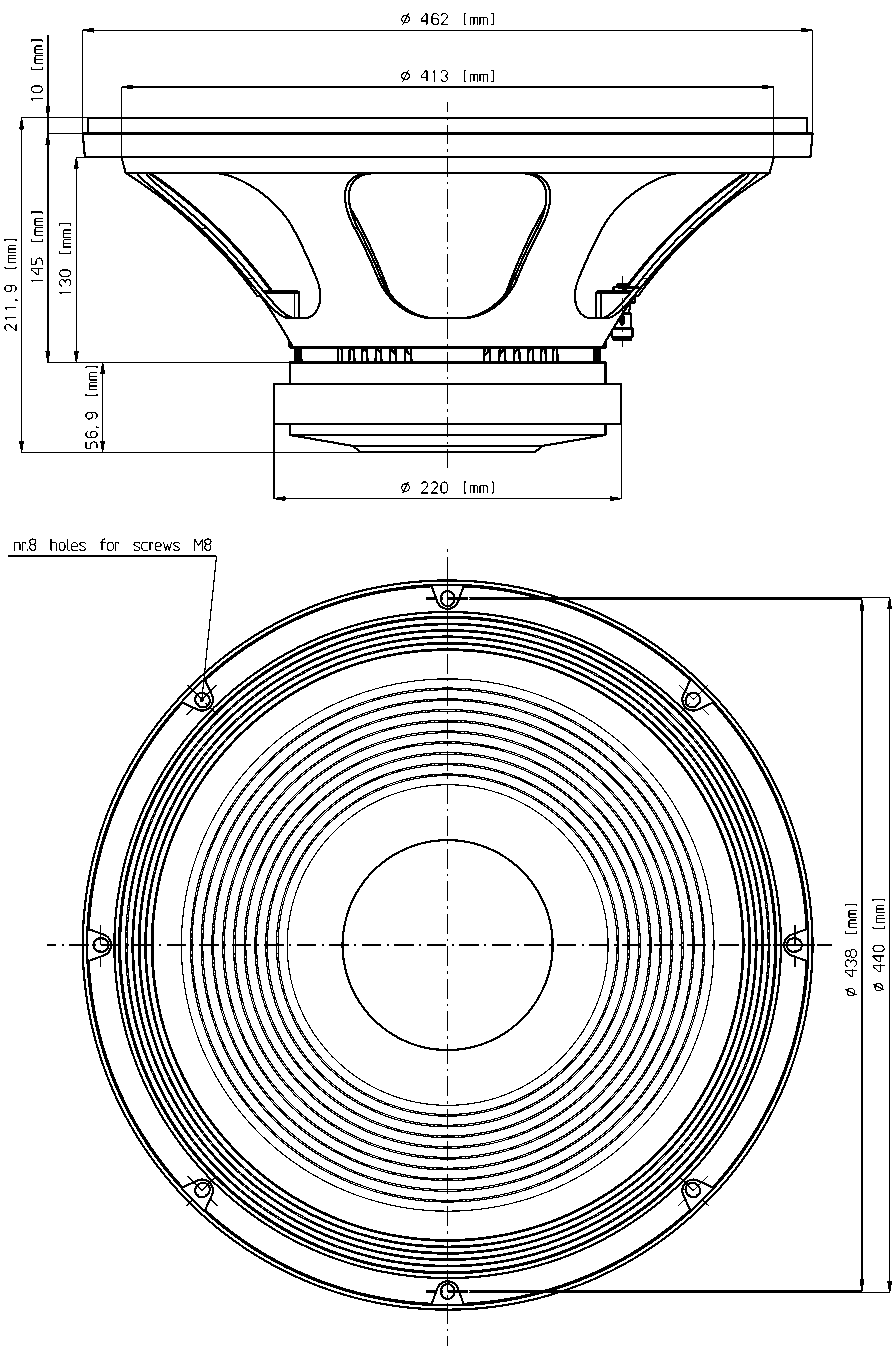 ø 462 [mm]
10 [mm]
ø 413 [mm]
211,9 [mm]
145 [mm]
130 [mm]
56,9 [mm]
ø 220 [mm]
nr.8 holes for screws M8
ø 438 [mm]
ø 440 [mm]